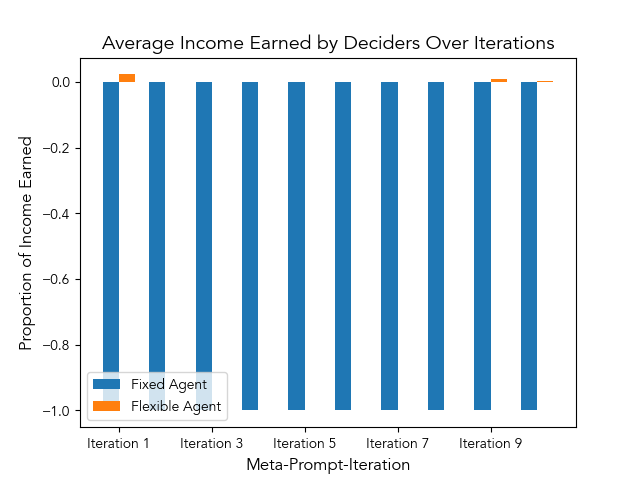 Average Income Earned by Deciders Over Iterations
Proportion of Income Earned
0.0
−0.2
−0.4
−0.6
−0.8
−1.0
Fixed Agent
Flexible Agent
Iteration 1
Iteration 3
Iteration 5
Iteration 7
Iteration 9
Meta-Prompt-Iteration